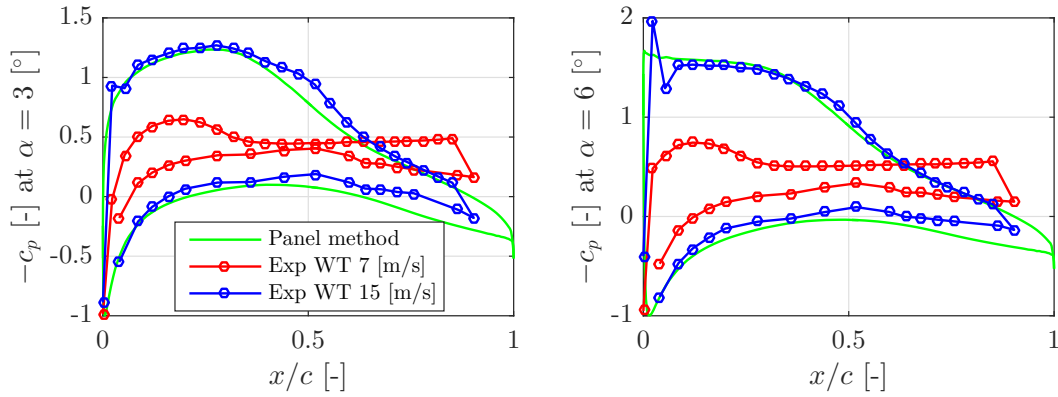 −c_p [-] at α = 3 [°]
1.5
1
0.5
0
-0.5
-1
0
0.5
1
x/c [-]
Panel method
Exp WT 7 [m/s]
Exp WT 15 [m/s]
−c_p [-] at α = 6 [°]
2
1
0
-1
0
0.5
1
x/c [-]